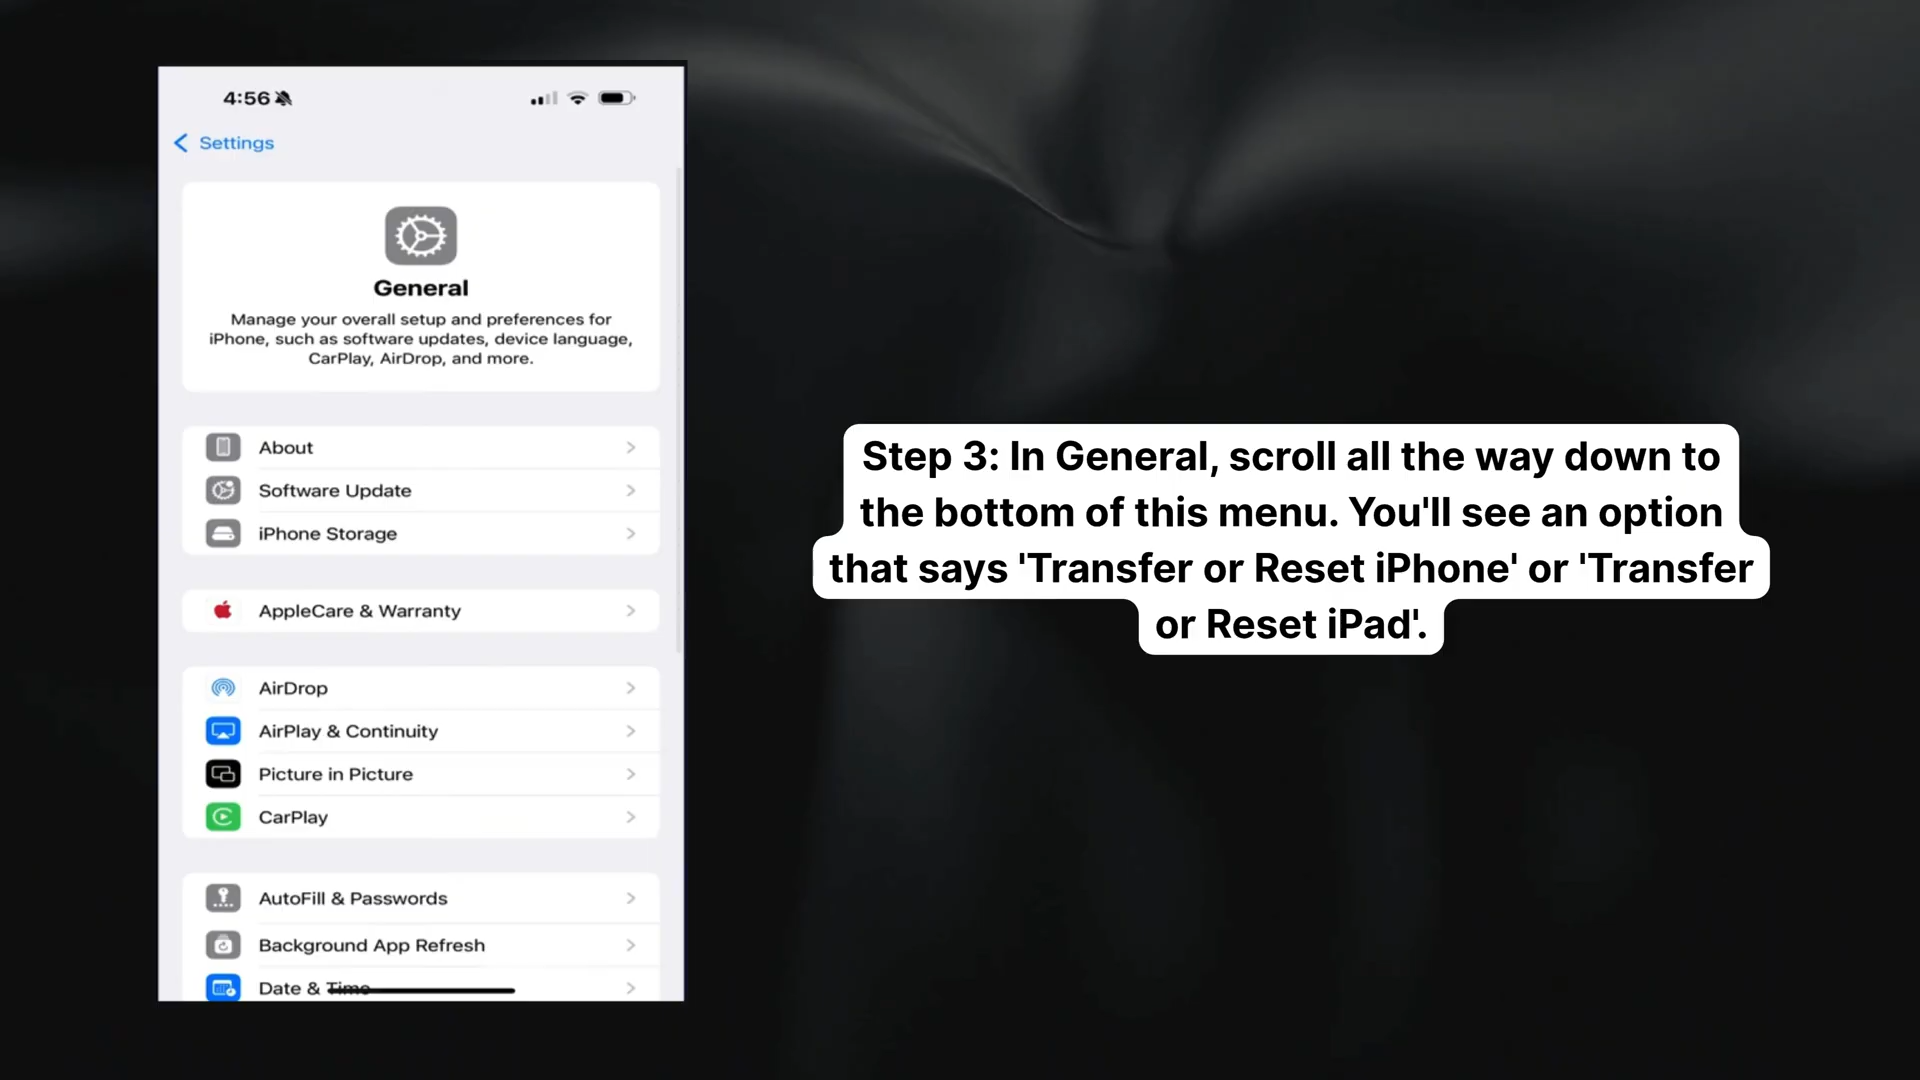 4:56
Settings
General
Manage your overall setup and preferences for
iPhone, such as software updates, device language,
CarPlay, AirDrop, and more.
About
Software Update
iPhone Storage
AppleCare & Warranty
AirDrop
AirPlay & Continuity
Picture in Picture
CarPlay
AutoFill & Passwords
Background App Refresh
Date & Time
Step 3: In General, scroll all the way down to
the bottom of this menu. You'll see an option
that says 'Transfer or Reset iPhone' or 'Transfer
or Reset iPad'.